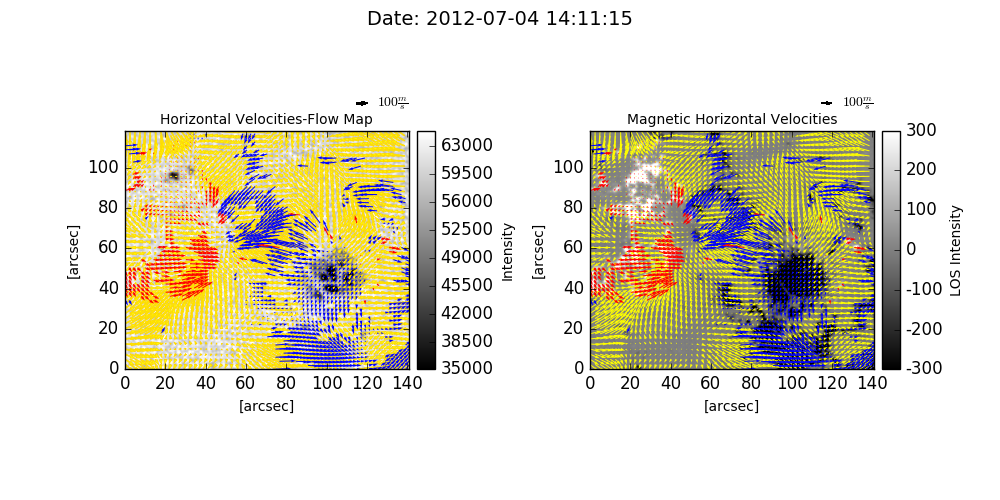 Date: 2012-07-04 14:11:15
100 m/s
Horizontal Velocities-Flow Map
100
80
60
40
20
0
[arcsec]
0 20 40 60 80 100 120 140
[arcsec]
63000
59500
56000
52500
49000
45500
42000
38500
35000
Intensity
100 m/s
Magnetic Horizontal Velocities
100
80
60
40
20
0
[arcsec]
0 20 40 60 80 100 120 140
[arcsec]
300
200
100
0
-100
-200
-300
LOS Intensity